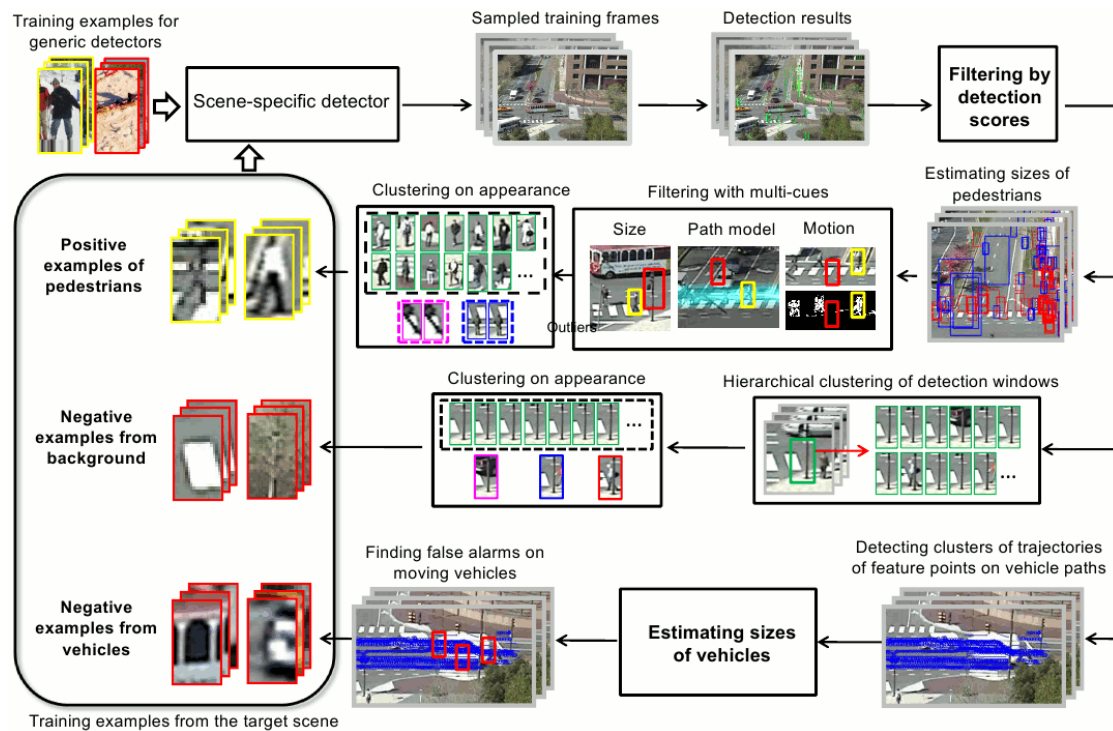 Training examples for
generic detectors
Scene-specific detector
Sampled training frames
Detection results
Filtering by
detection
scores
Estimating sizes of
pedestrians
Filtering with multi-cues
Size
Path model
Motion
Outliers
Clustering on appearance
...
Positive
examples of
pedestrians
Hierarchical clustering of detection windows
...
Clustering on appearance
...
Negative
examples from
background
Detecting clusters of trajectories
of feature points on vehicle paths
Estimating sizes
of vehicles
Finding false alarms on
moving vehicles
Negative
examples from
vehicles
Training examples from the target scene